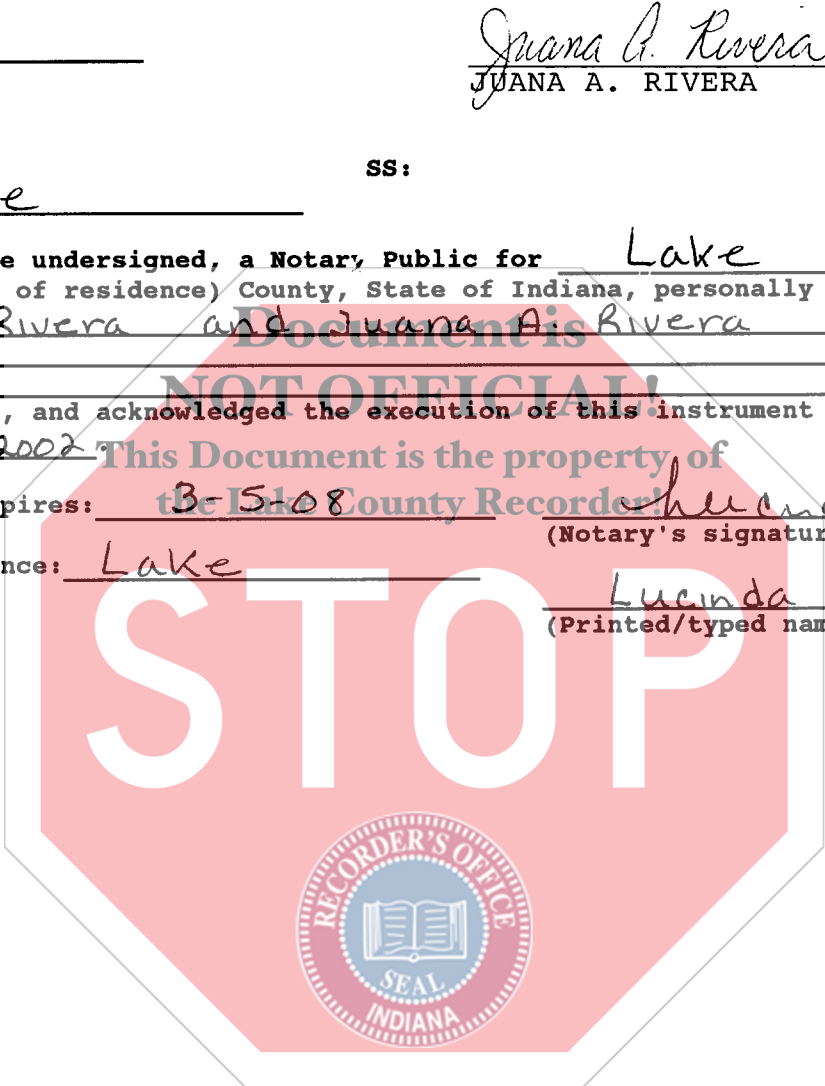 Juana A. Rivera
JUANA A. RIVERA
SS:
e
e undersigned, a Notary Public for Lake
of residence) County, State of Indiana, personally
Rivera and Juana A. Rivera
Document is
NOT OFFICIAL!
, and acknowledged the execution of this instrument
2002.
This Document is the property of
the Lake County Recorder!
pires: 3-5-08
(Notary's signatur
nce: Lake
Lucinda
(Printed/typed nam
STOP
RECORDER'S OFFICE
SEAL
INDIANA